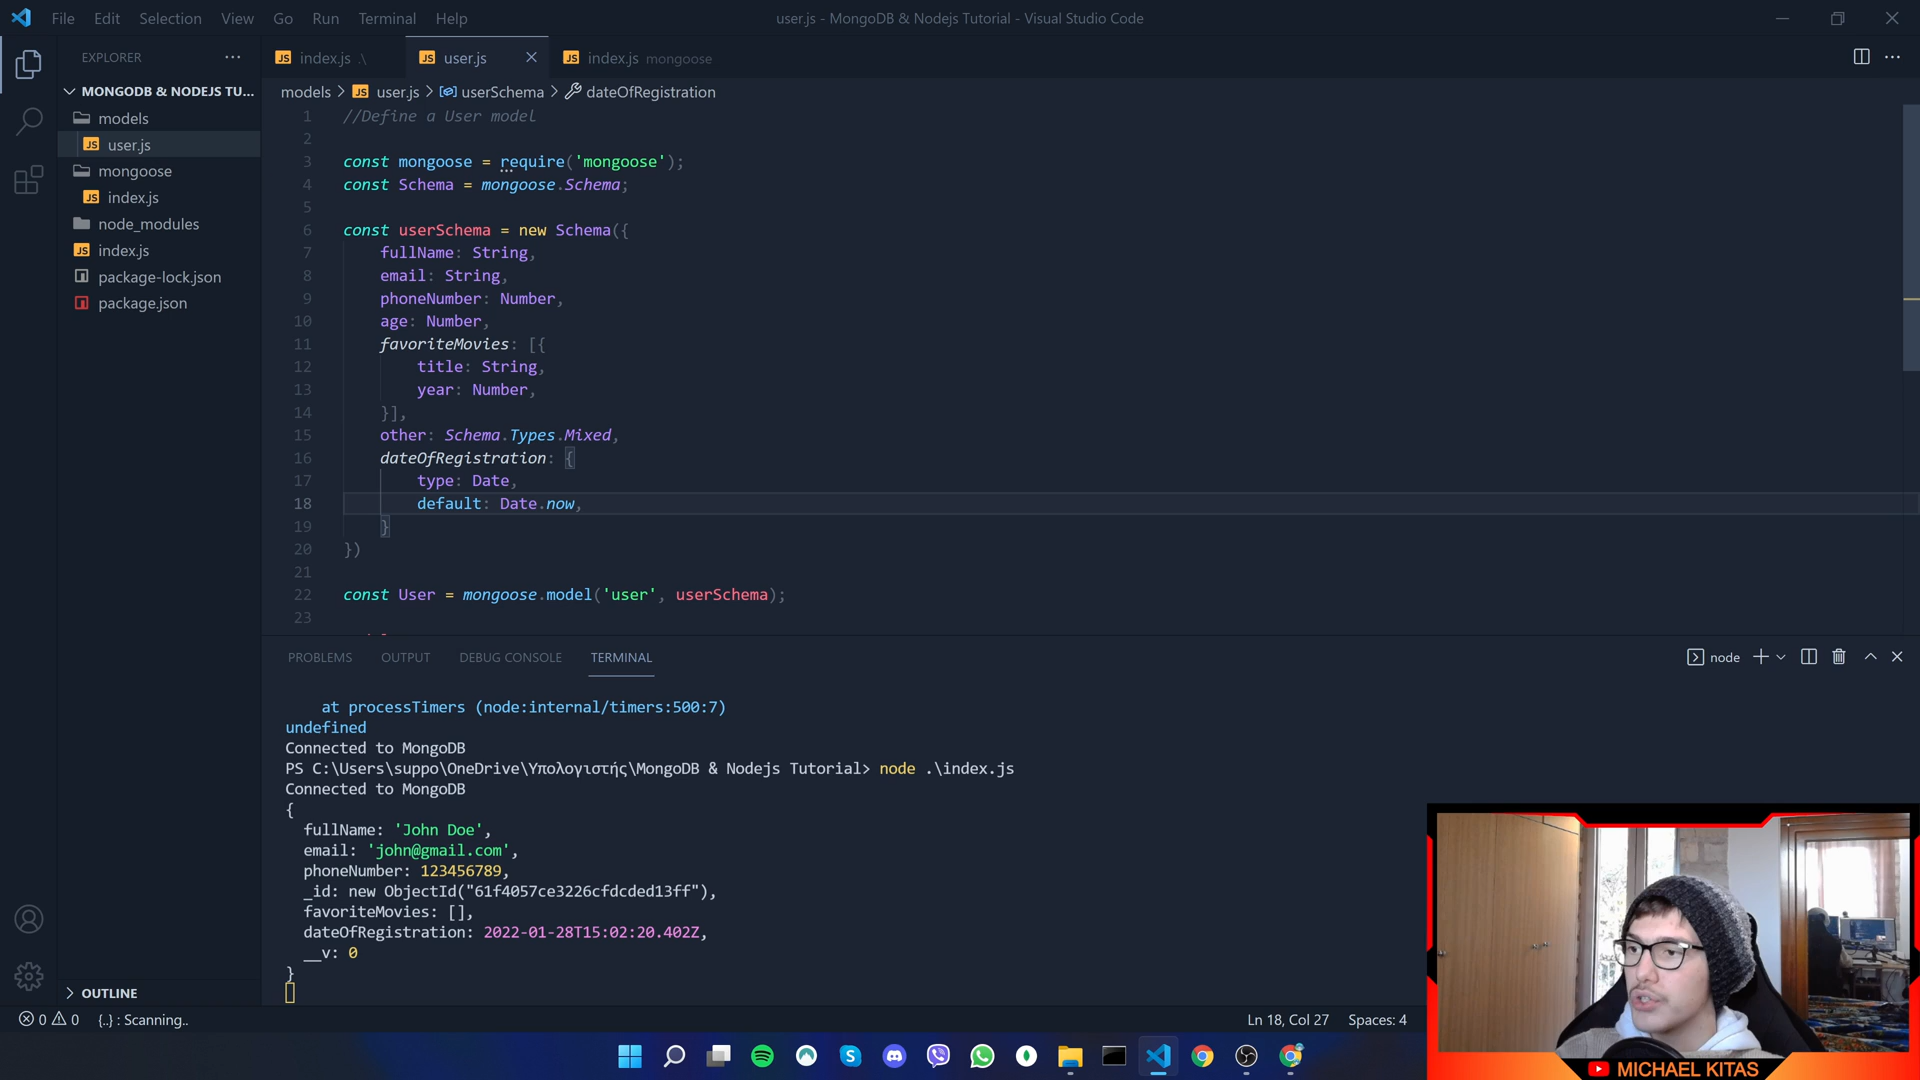 File Edit Selection View Go Run Terminal Help
user.js - MongoDB & Nodejs Tutorial - Visual Studio Code
EXPLORER
index.js .\
user.js
index.js mongoose
MONGODB & NODEJS TU...
models
user.js
mongoose
index.js
node_modules
index.js
package-lock.json
package.json
models > user.js > userSchema > dateOfRegistration
1 //Define a User model
2
3 const mongoose = require('mongoose');
4 const Schema = mongoose.Schema;
5
6 const userSchema = new Schema({
7 fullName: String,
8 email: String,
9 phoneNumber: Number,
10 age: Number,
11 favoriteMovies: [{
12 title: String,
13 year: Number,
14 }],
15 other: Schema.Types.Mixed,
16 dateOfRegistration: {
17 type: Date,
18 default: Date.now,
19 }
20 })
21
22 const User = mongoose.model('user', userSchema);
23
PROBLEMS OUTPUT DEBUG CONSOLE TERMINAL
node
at processTimers (node:internal/timers:500:7)
undefined
Connected to MongoDB
PS C:\Users\suppo\OneDrive\Υπολογιστής\MongoDB & Nodejs Tutorial> node .\index.js
Connected to MongoDB
{
fullName: 'John Doe',
email: 'john@gmail.com',
phoneNumber: 123456789,
_id: new ObjectId("61f4057ce3226cfdcded13ff"),
favoriteMovies: [],
dateOfRegistration: 2022-01-28T15:02:20.402Z,
__v: 0
}
OUTLINE
0 0 {..} : Scanning..
Ln 18, Col 27 Spaces: 4
MICHAEL KITAS